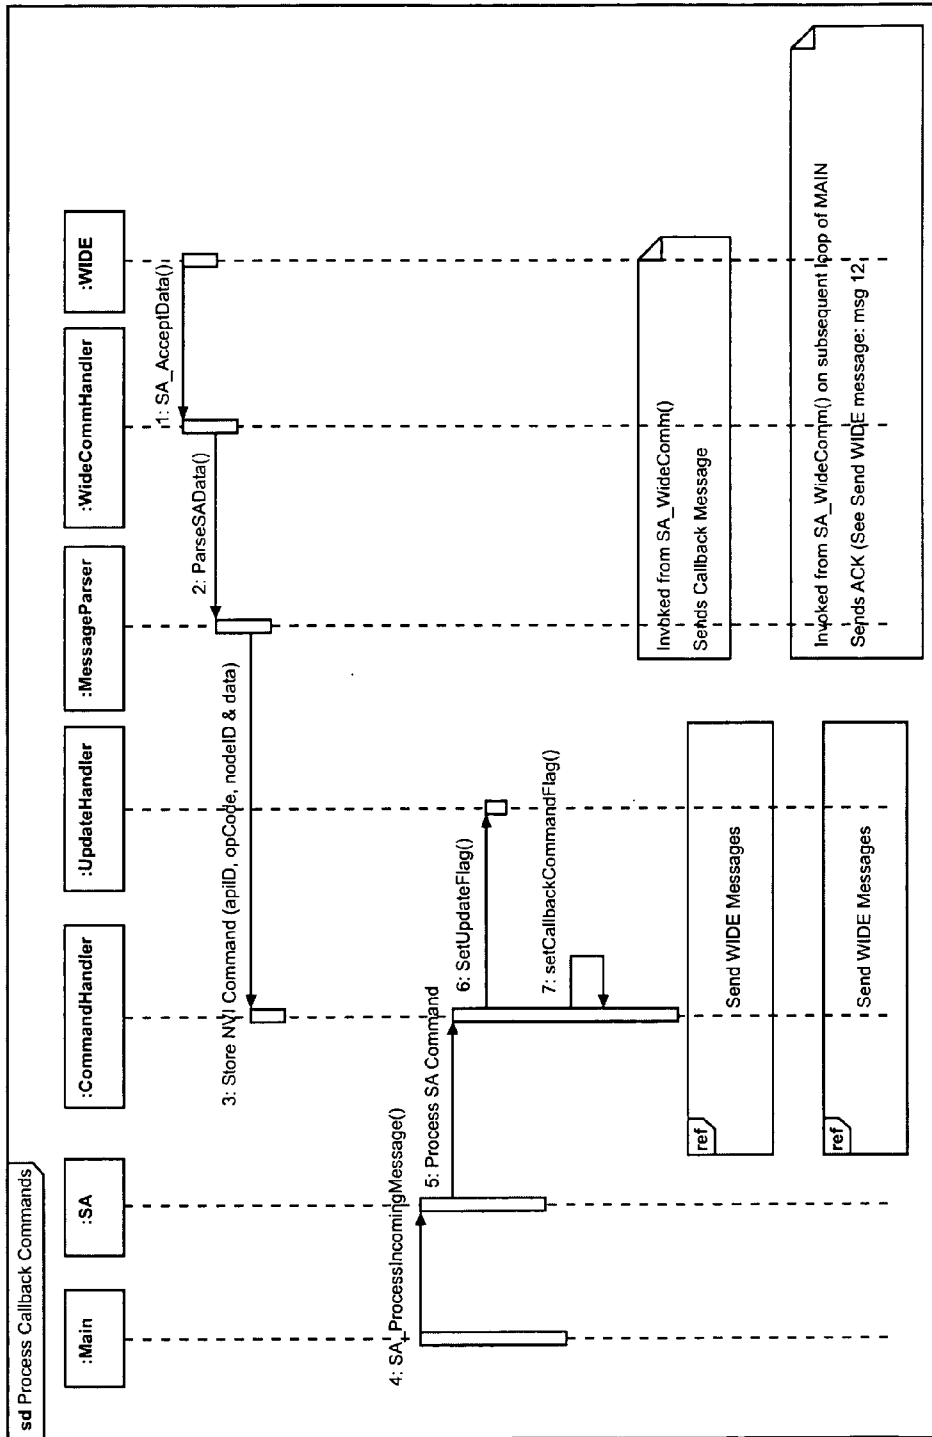 sd Process Callback Commands
:Main
:SA
:CommandHandler
:UpdateHandler
:MessageParser
:WideCommHandler
:WIDE
1: SA_AcceptData()
2: ParseSAData()
3: Store NVI Command (apiID, opCode, nodeID & data)
4: SA_ProcessIncomingMessage()
5: Process SA Command
6: SetUpdateFlag()
7: setCallbackCommandFlag()
Invoked from SA_WideComm()
Sends Callback Message
ref
Send WIDE Messages
Invoked from SA_WideComm() on subsequent loop of MAIN
Sends ACK (See Send WIDE message: msg 12
ref
Send WIDE Messages